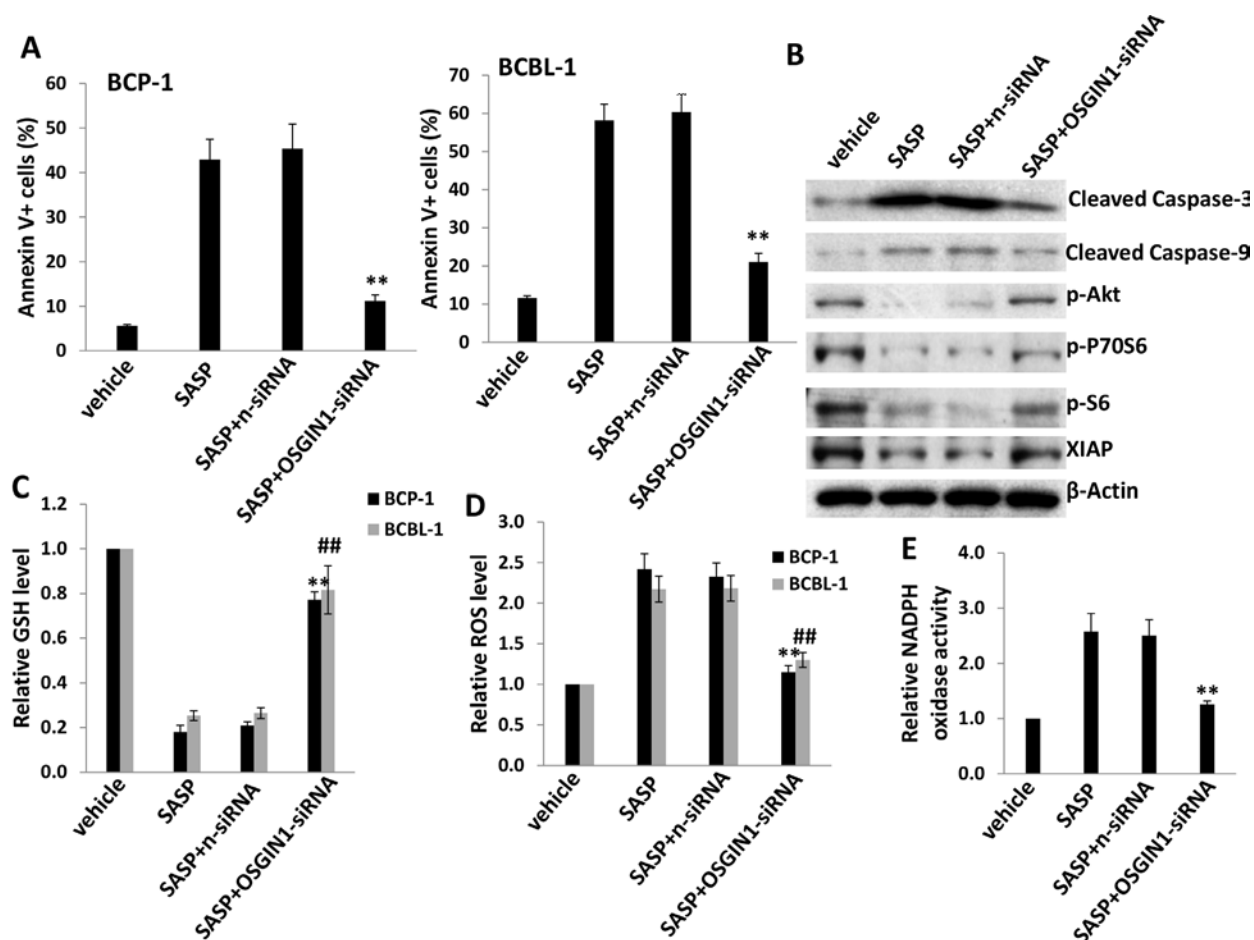 A
BCP-1
Annexin V+ cells (%)
60
50
40
30
20
10
0
vehicle
SASP
SASP+n-siRNA
SASP+OSGIN1-siRNA
**
BCBL-1
Annexin V+ cells (%)
70
60
50
40
30
20
10
0
vehicle
SASP
SASP+n-siRNA
SASP+OSGIN1-siRNA
**
B
vehicle
SASP
SASP+n-siRNA
SASP+OSGIN1-siRNA
Cleaved Caspase-3
Cleaved Caspase-9
p-Akt
p-P70S6
p-S6
XIAP
β-Actin
C
Relative GSH level
1.2
1.0
0.8
0.6
0.4
0.2
0.0
BCP-1
BCBL-1
**
##
vehicle
SASP
SASP+n-siRNA
SASP+OSGIN1-siRNA
D
Relative ROS level
3.0
2.5
2.0
1.5
1.0
0.5
0.0
BCP-1
BCBL-1
**
##
vehicle
SASP
SASP+n-siRNA
SASP+OSGIN1-siRNA
E
Relative NADPH
oxidase activity
4.0
3.0
2.0
1.0
0.0
**
vehicle
SASP
SASP+n-siRNA
SASP+OSGIN1-siRNA